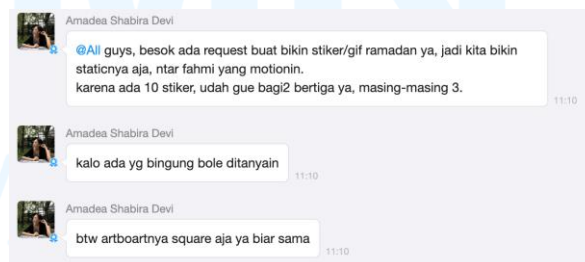 Amadea Shabira Devi
@All guys, besok ada request buat bikin stiker/gif ramadan ya, jadi kita bikin
staticnya aja, ntar fahmi yang motionin.
karena ada 10 stiker, udah gue bagi2 bertiga ya, masing-masing 3.
11:10
Amadea Shabira Devi
kalo ada yg bingung bole ditanyain
11:10
Amadea Shabira Devi
btw artboartnya square aja ya biar sama
11:10